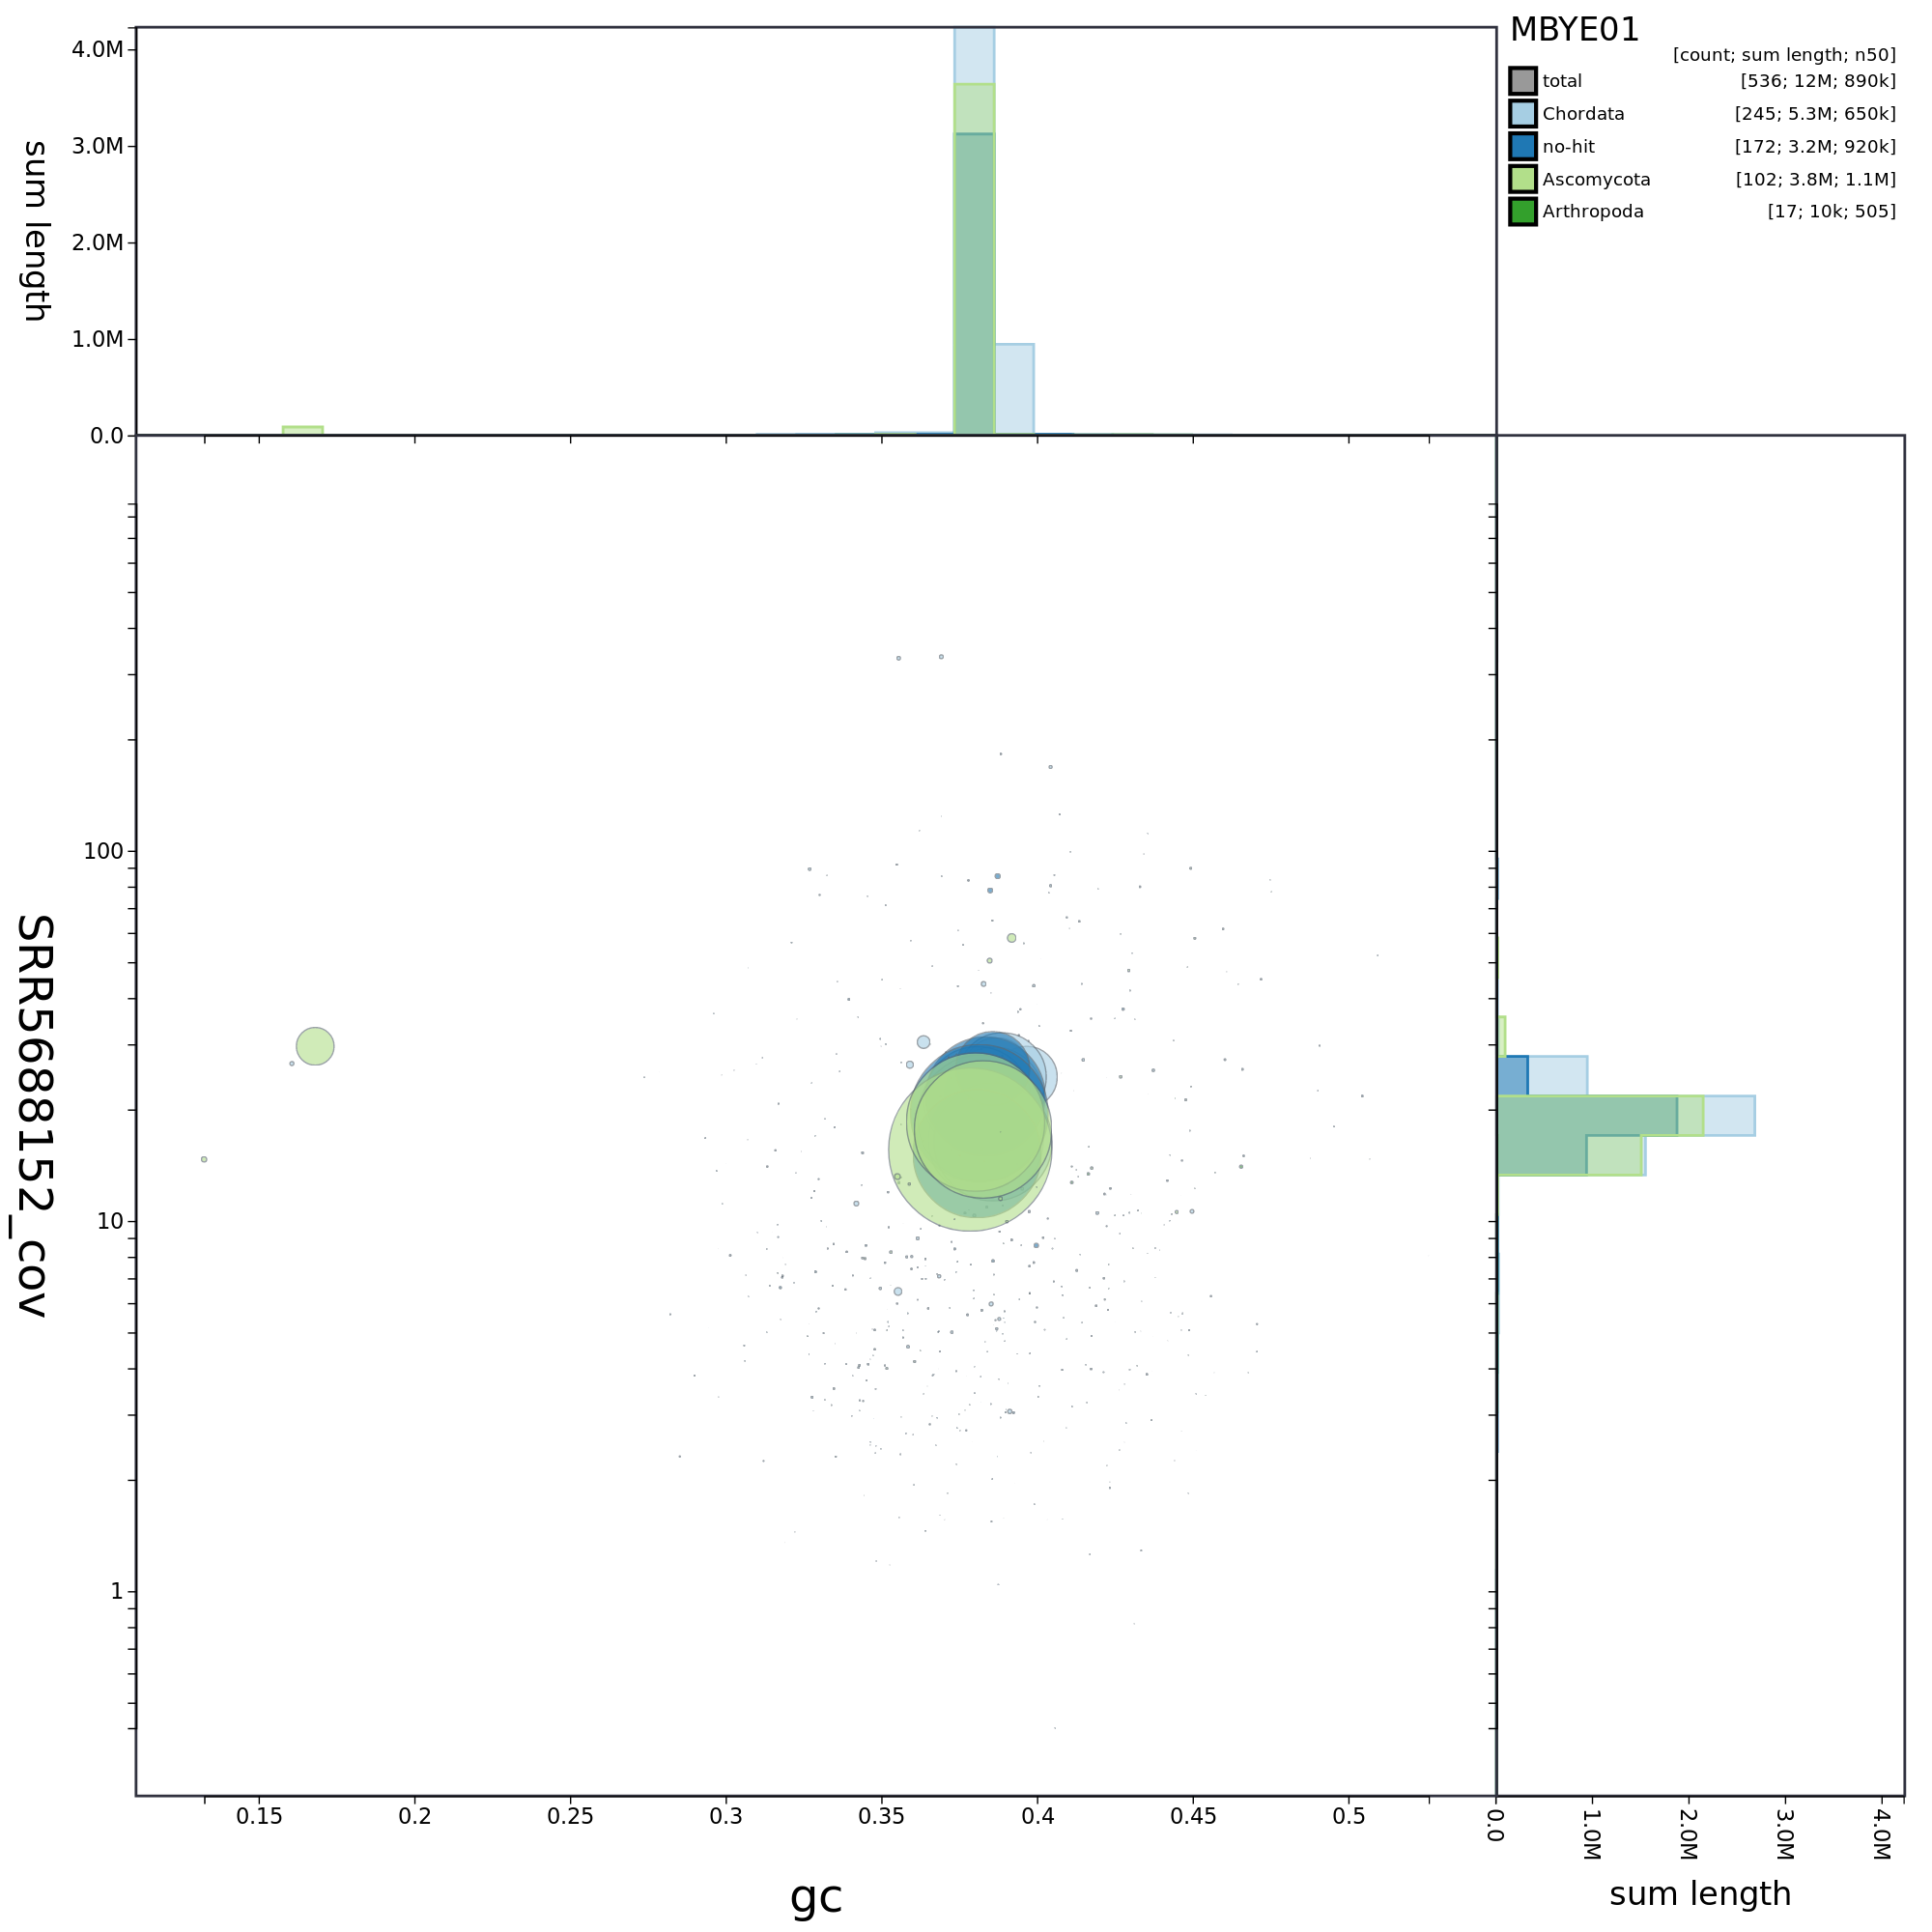 MBYE01
[count; sum length; n50]
total [536; 12M; 890k]
Chordata [245; 5.3M; 650k]
no-hit [172; 3.2M; 920k]
Ascomycota [102; 3.8M; 1.1M]
Arthropoda [17; 10k; 505]
sum length
4.0M
3.0M
2.0M
1.0M
0.0
SRR5688152_cov
100
10
1
0.15 0.2 0.25 0.3 0.35 0.4 0.45 0.5
gc
0.0 1.0M 2.0M 3.0M 4.0M
sum length